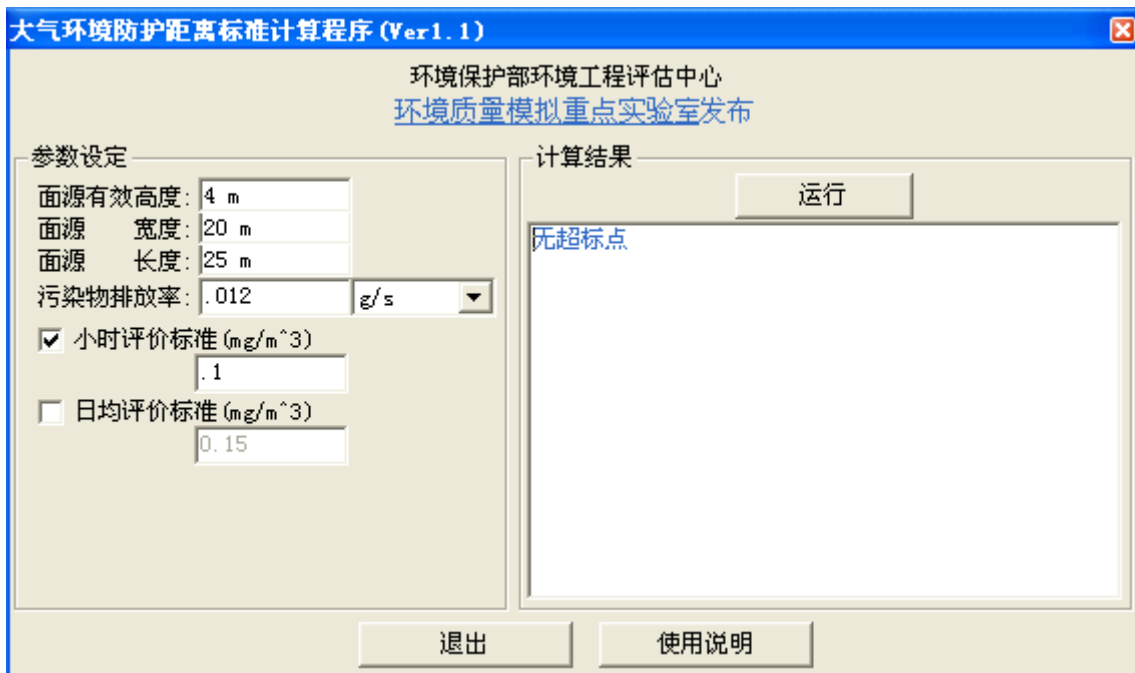 大气环境防护距离标准计算程序(Ver1.1)
环境保护部环境工程评估中心
环境质量模拟重点实验室发布
参数设定
面源有效高度: 4 m
面源 宽度: 20 m
面源 长度: 25 m
污染物排放率: .012 g/s
小时评价标准(mg/m^3)
.1
日均评价标准(mg/m^3)
0.15
计算结果
运行
无超标点
退出
使用说明